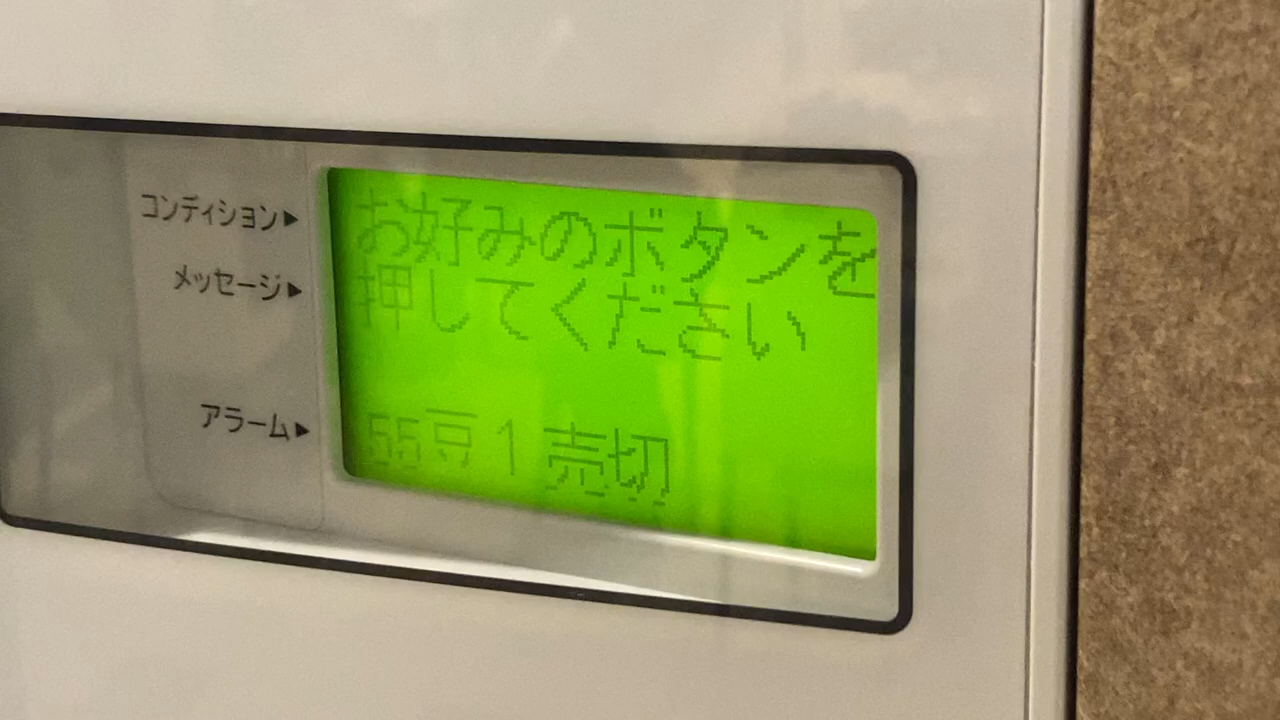 コンディション▶
お好みのボタンを
メッセージ▶
押してください
アラーム▶
55豆1 売切